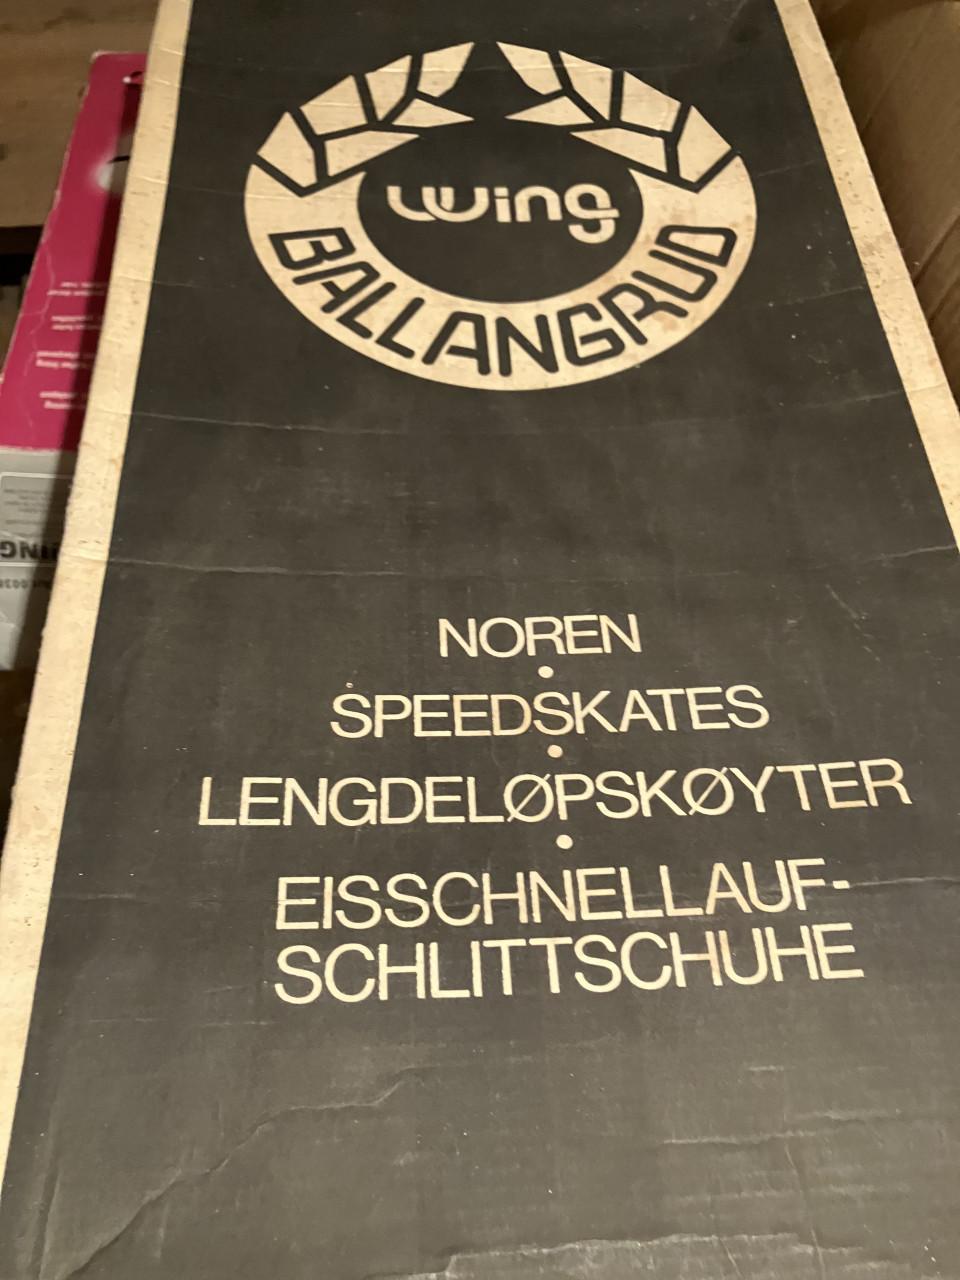 wing
BALLANGRUD
NOREN
SPEEDSKATES
LENGDELØPSKØYTER
EISSCHNELLAUF-
SCHLITTSCHUHE